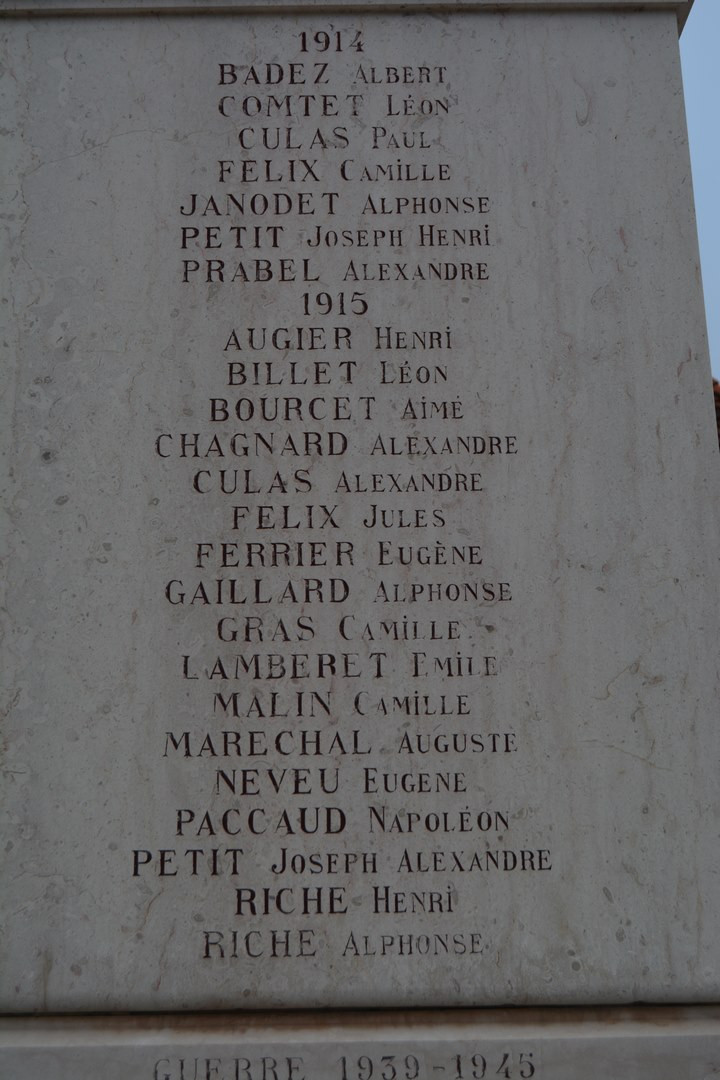 1914
BADEZ ALBERT
COMTET LÉON
CULAS PAUL
FELIX CAMILLE
JANODET ALPHONSE
PETIT JOSEPH HENRI
PRABEL ALEXANDRE
1915
AUGIER HENRI
BILLET LÉON
BOURCET AIMÉ
CHAGNARD ALEXANDRE
CULAS ALEXANDRE
FELIX JULES
FERRIER EUGÈNE
GAILLARD ALPHONSE
GRAS CAMILLE
LAMBERET EMILE
MALIN CAMILLE
MARECHAL AUGUSTE
NEVEU EUGENE
PACCAUD NAPOLÉON
PETIT JOSEPH ALEXANDRE
RICHE HENRI
RICHE ALPHONSE
GUERRE 1939-1945